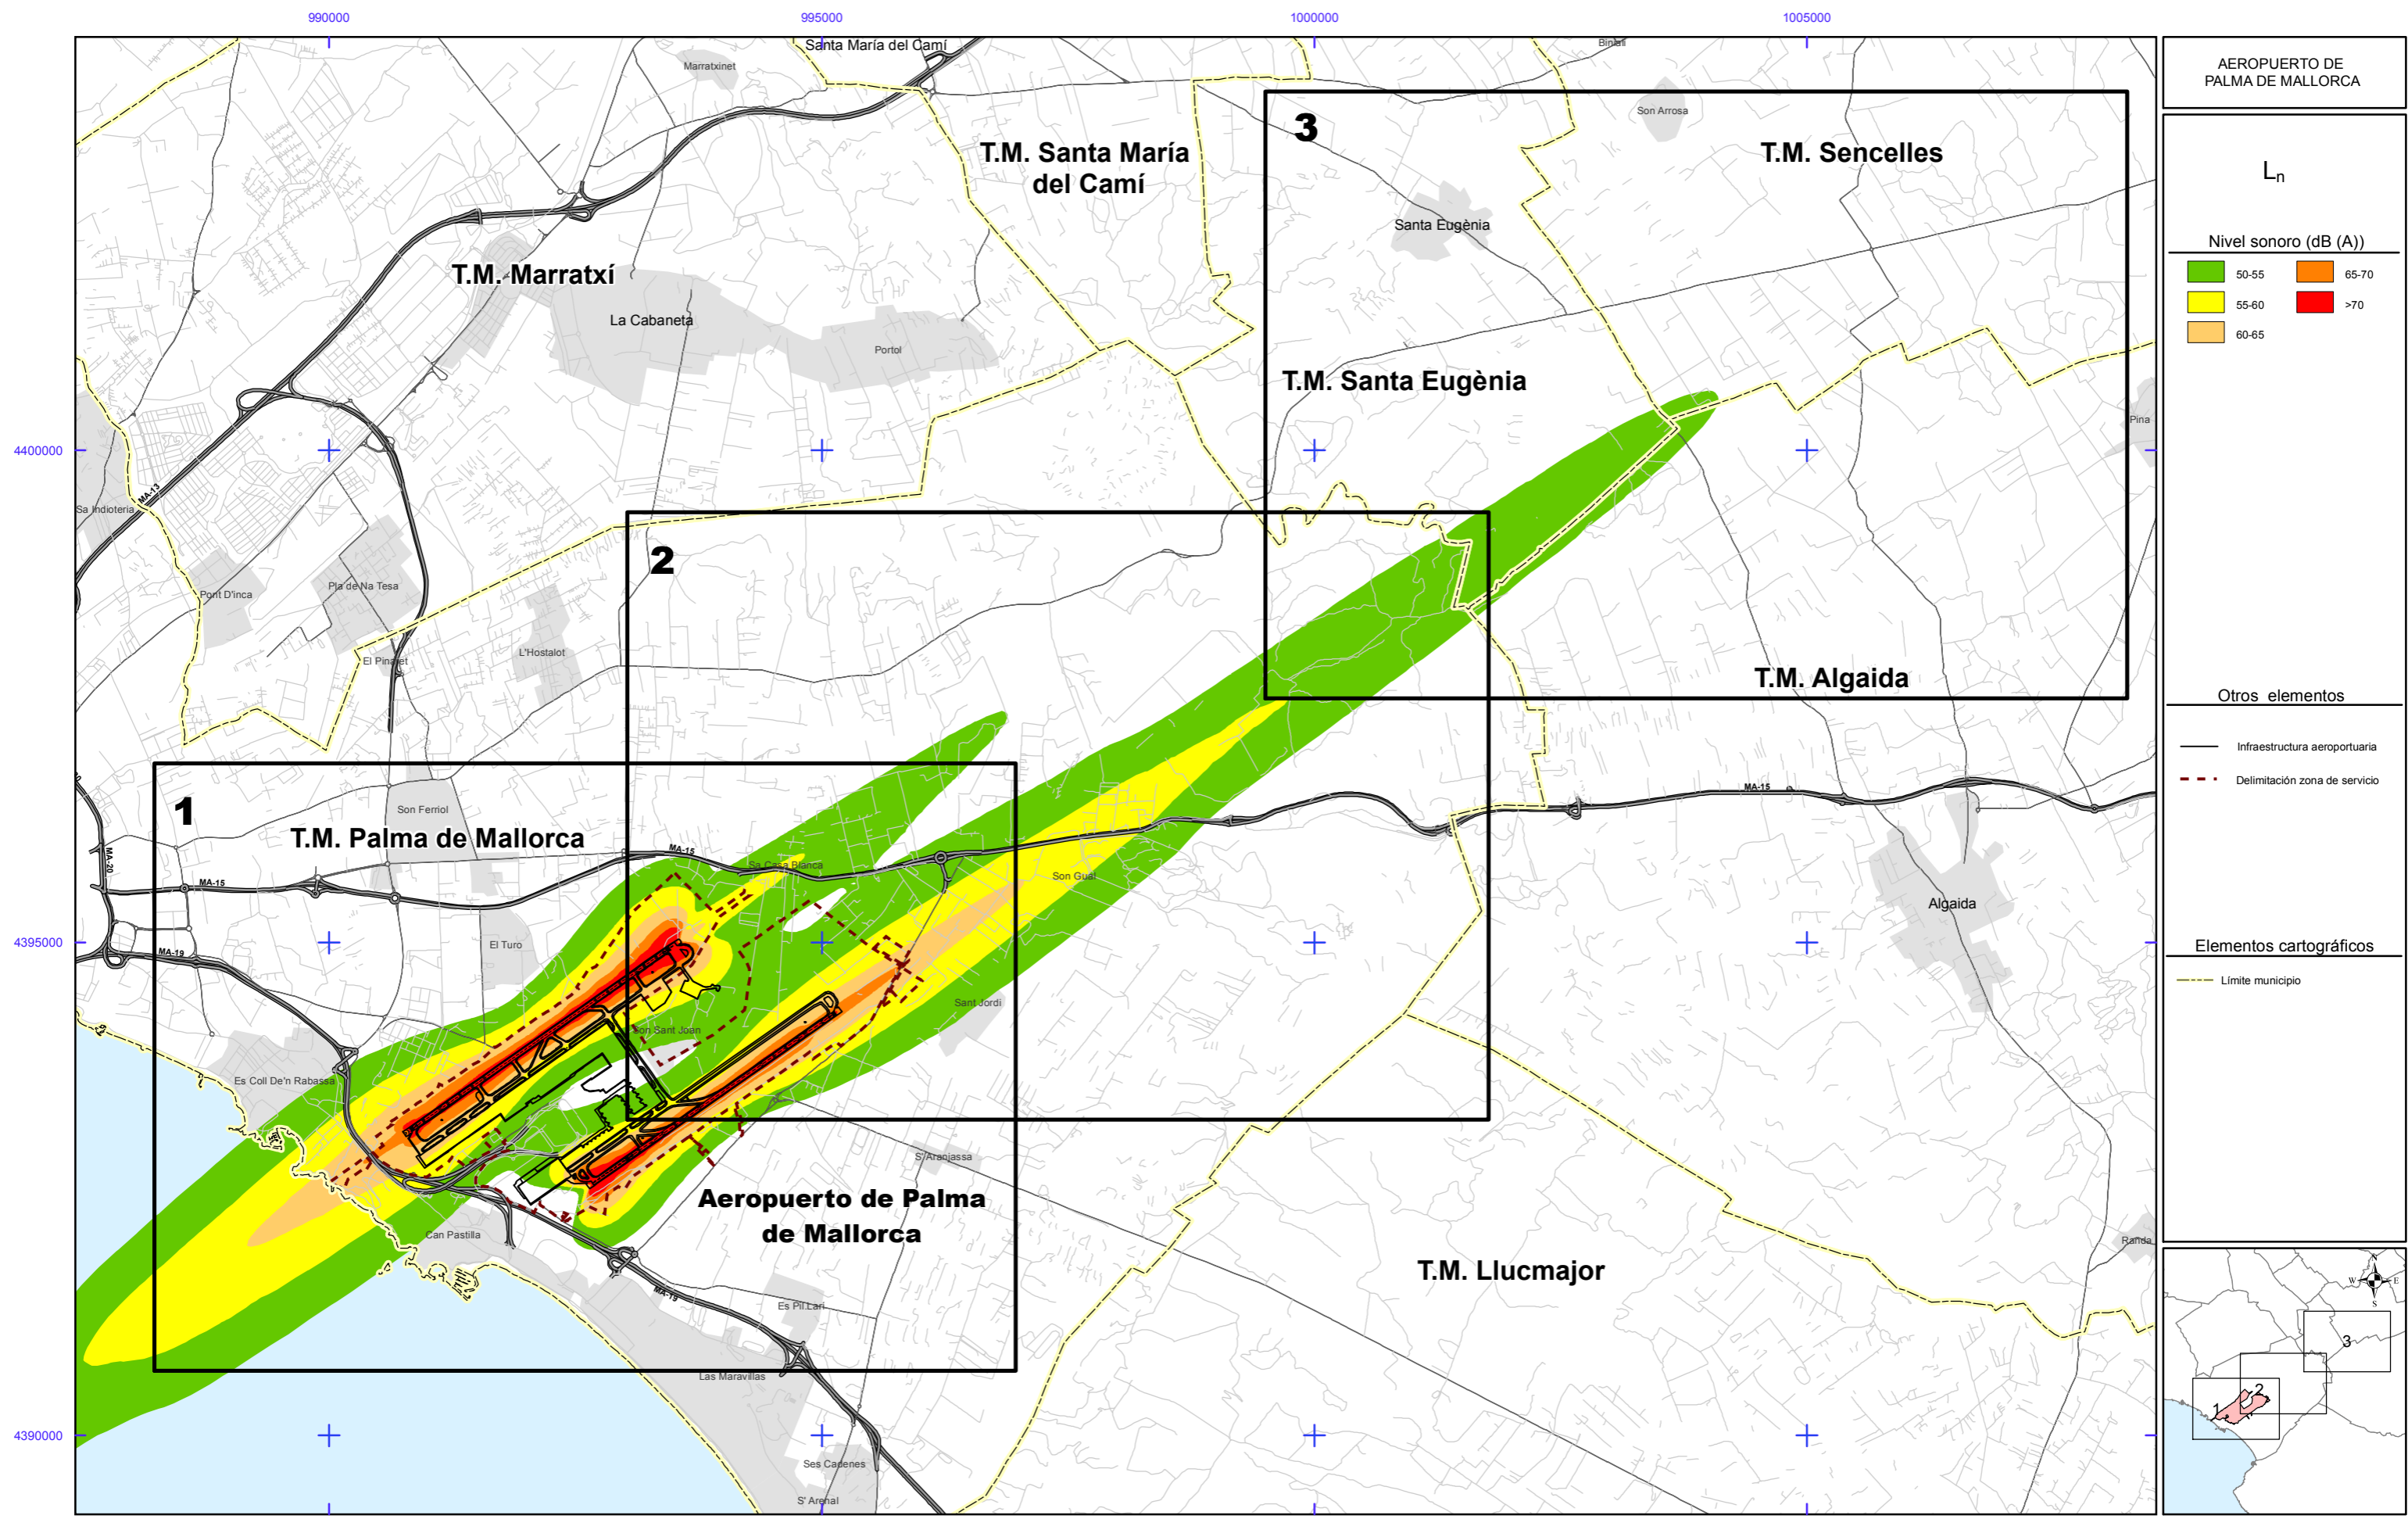 990000
995000
1000000
1005000
4400000
4395000
4390000
Santa María del Camí
Marratxinet
Biniali
Son Arrosa
3
T.M. Santa María
del Camí
T.M. Sencelles
Santa Eugènia
T.M. Marratxí
La Cabaneta
Portol
T.M. Santa Eugènia
Pina
MA-13
Sa Indioteria
2
Pont D'inca
Pla de Na Tesa
L'Hostalot
El Pinaret
T.M. Algaida
1
Son Ferriol
T.M. Palma de Mallorca
MA-15
MA-15
MA-20
MA-15
Sa Casa Blanca
Son Gual
Algaida
El Turo
MA-19
Sant Jordi
Son Sant Joan
Es Coll De'n Rabassa
S'Aranjassa
Aeropuerto de Palma
de Mallorca
Can Pastilla
Randa
T.M. Llucmajor
MA-19
Es Pil.Lari
Las Maravillas
Ses Cadenes
S' Arenal
AEROPUERTO DE
PALMA DE MALLORCA
Ln
Nivel sonoro (dB (A))
50-55
65-70
55-60
>70
60-65
Otros elementos
Infraestructura aeroportuaria
Delimitación zona de servicio
Elementos cartográficos
Límite municipio
N
W
E
S
3
2
1